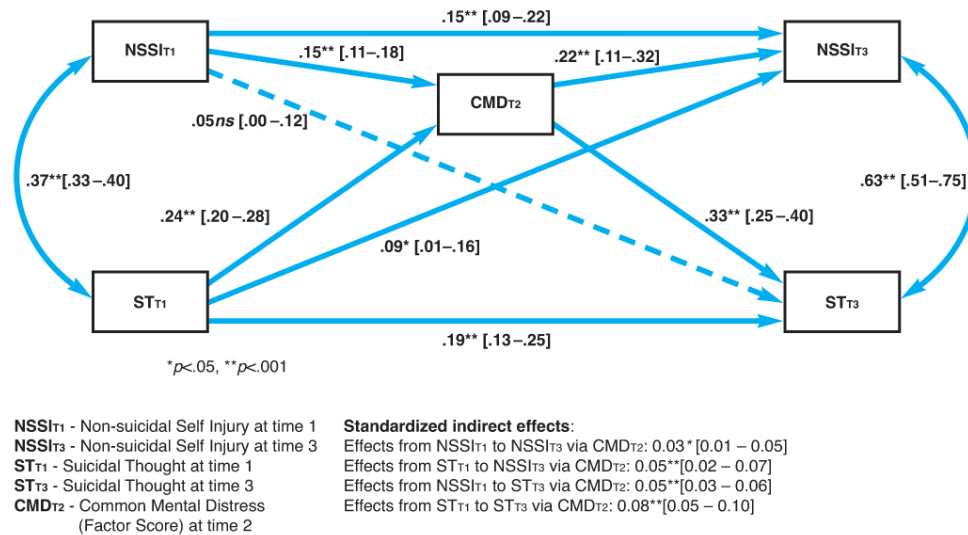 .15** [.09–.22]
NSSIT1
NSSIT3
.15** [.11–.18]
.22** [.11–.32]
CMDT2
.05ns [.00 –.12]
.37**[.33–.40]
.63** [.51–.75]
.24** [.20 –.28]
.33** [.25 –.40]
.09* [.01–.16]
STT1
STT3
.19** [.13–.25]
*p<.05, **p<.001
NSSIT1 - Non-suicidal Self Injury at time 1
NSSIT3 - Non-suicidal Self Injury at time 3
STT1 - Suicidal Thought at time 1
STT3 - Suicidal Thought at time 3
CMDT2 - Common Mental Distress
(Factor Score) at time 2
Standardized indirect effects:
Effects from NSSIT1 to NSSIT3 via CMDT2: 0.03* [0.01 – 0.05]
Effects from STT1 to NSSIT3 via CMDT2: 0.05**[0.02 – 0.07]
Effects from NSSIT1 to STT3 via CMDT2: 0.05**[0.03 – 0.06]
Effects from STT1 to STT3 via CMDT2: 0.08**[0.05 – 0.10]